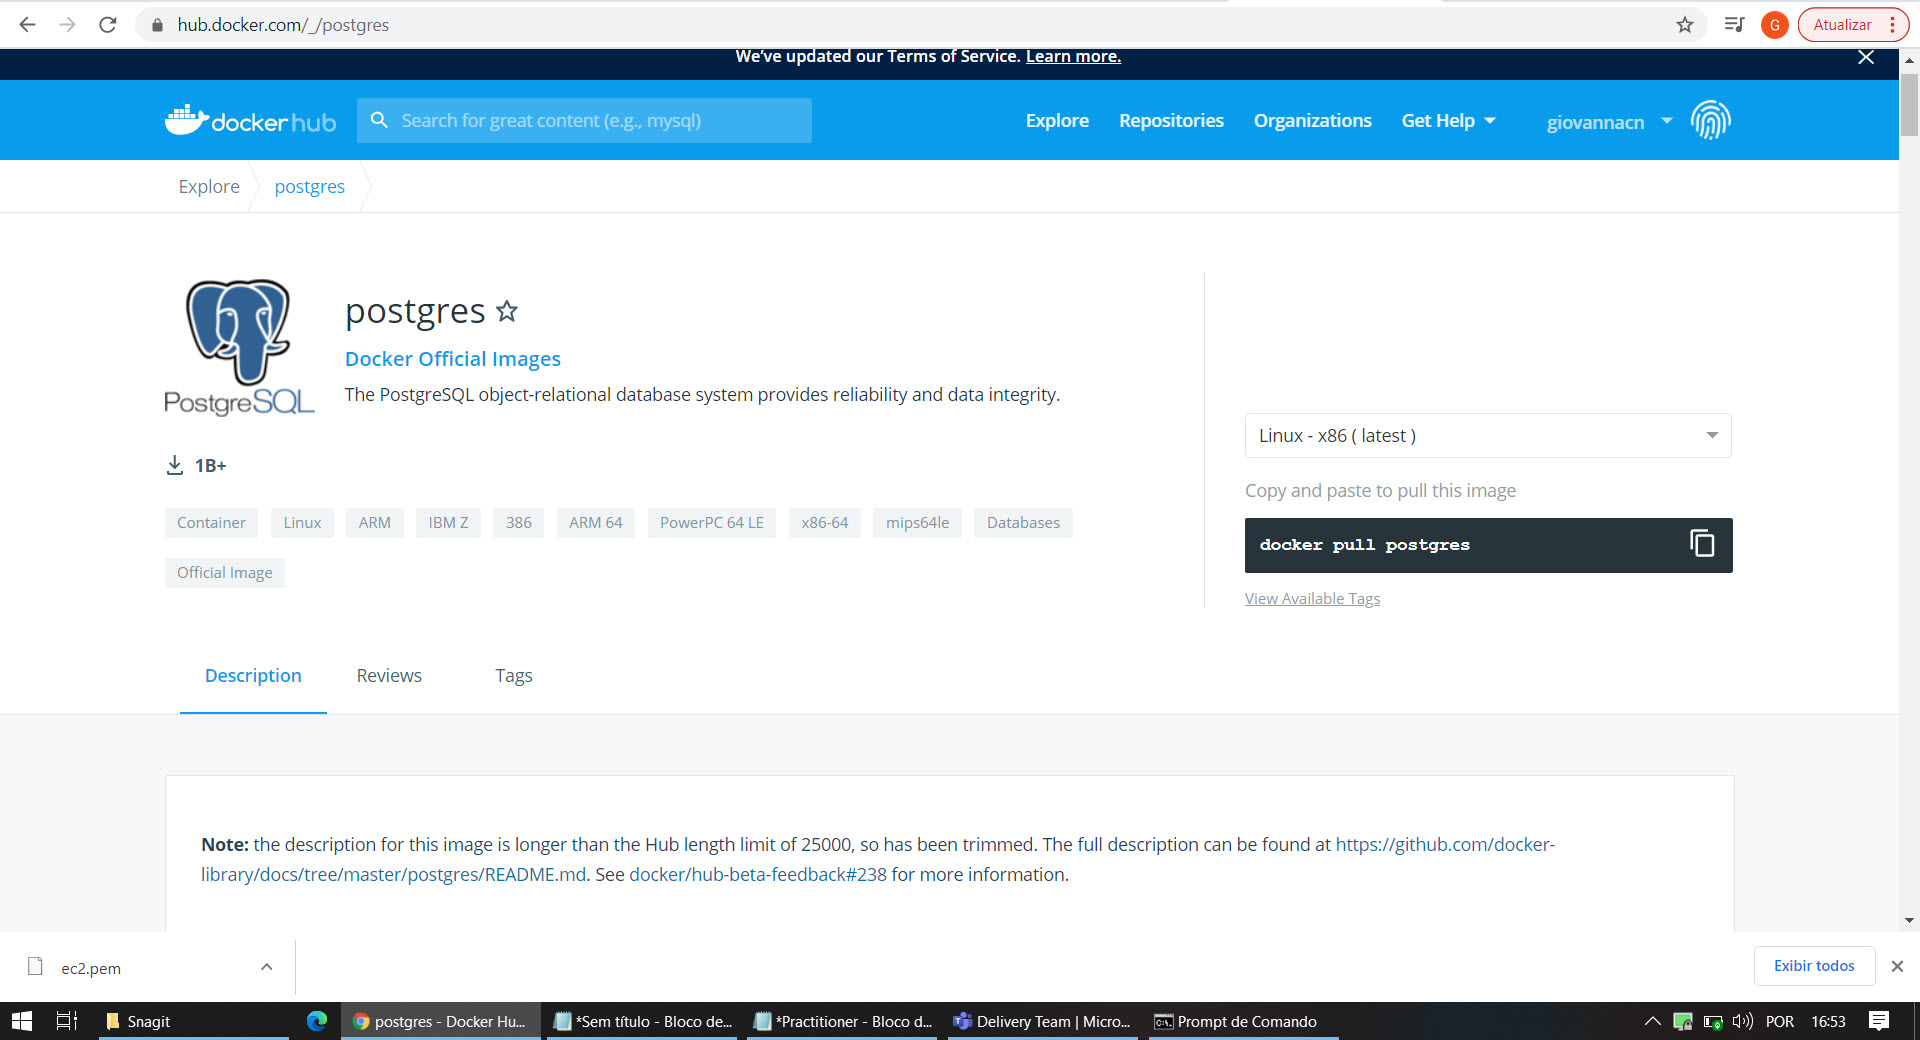 hub.docker.com/_/postgres
G
Atualizar
We've updated our Terms of Service. Learn more.
docker hub
Search for great content (e.g., mysql)
Explore
Repositories
Organizations
Get Help
giovannacn
Explore
postgres
PostgreSQL
postgres
Docker Official Images
The PostgreSQL object-relational database system provides reliability and data integrity.
1B+
Container
Linux
ARM
IBM Z
386
ARM 64
PowerPC 64 LE
x86-64
mips64le
Databases
Official Image
Linux - x86 ( latest )
Copy and paste to pull this image
docker pull postgres
View Available Tags
Description
Reviews
Tags
Note: the description for this image is longer than the Hub length limit of 25000, so has been trimmed. The full description can be found at https://github.com/docker-
library/docs/tree/master/postgres/README.md. See docker/hub-beta-feedback#238 for more information.
ec2.pem
Exibir todos
Snagit
postgres - Docker Hu...
*Sem título - Bloco de...
*Practitioner - Bloco d...
Delivery Team | Micro...
Prompt de Comando
POR
16:53